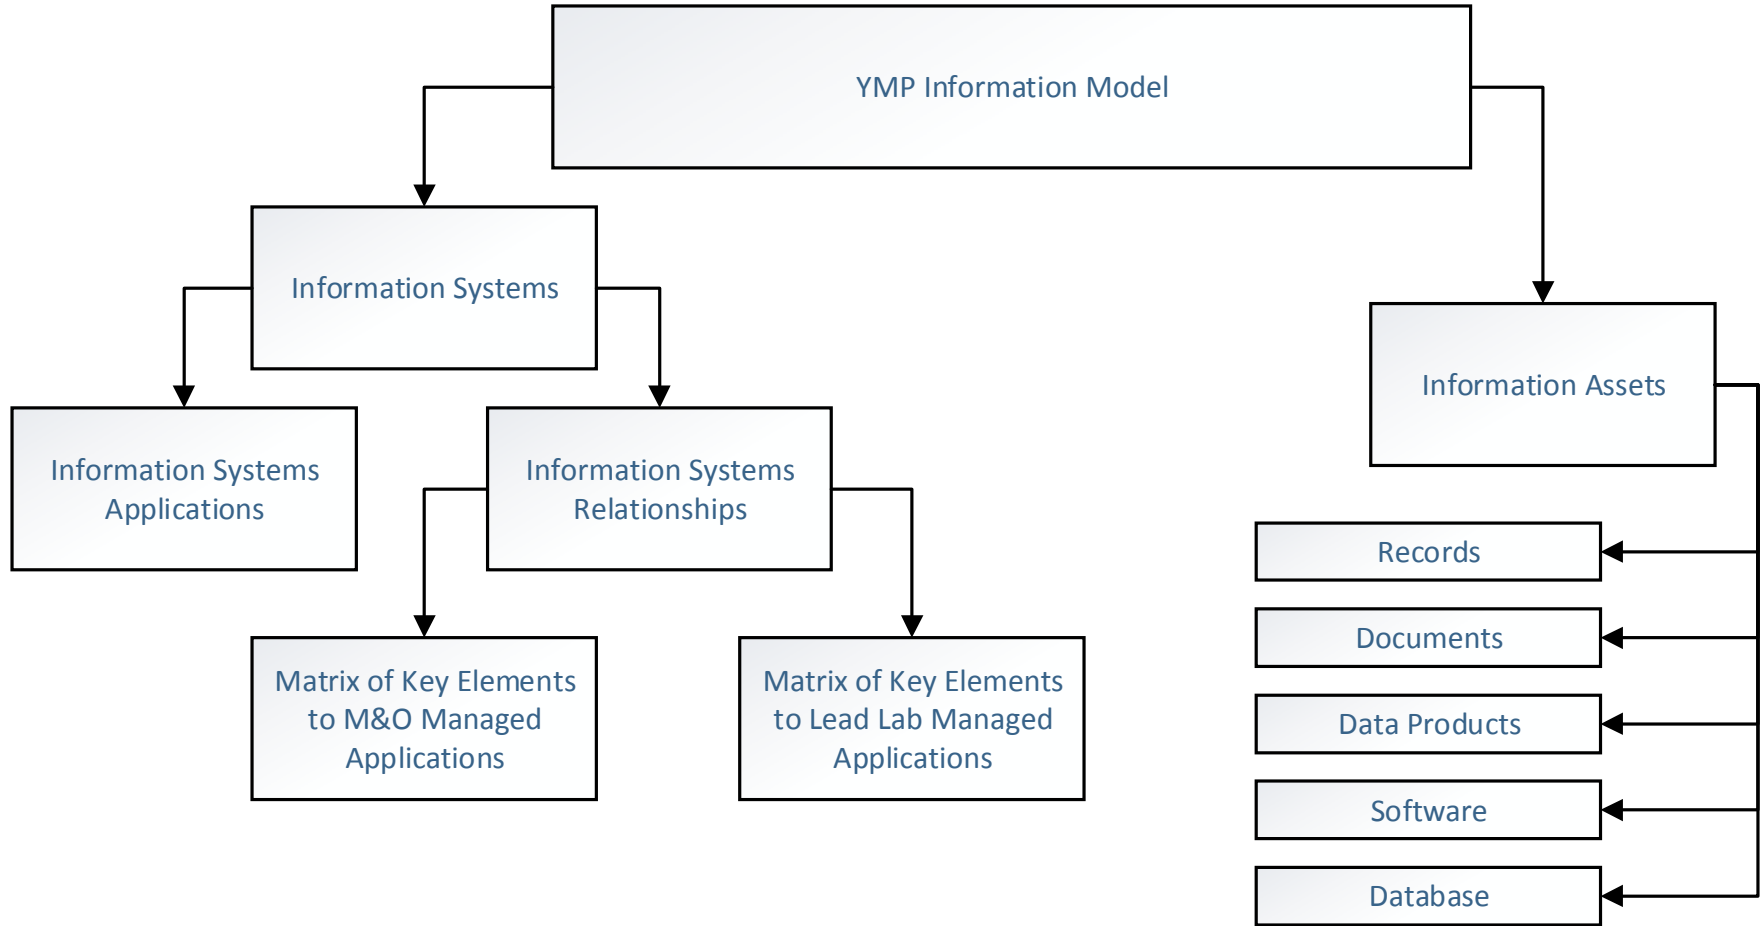 YMP Information Model
Information Systems
Information Assets
Information Systems
Applications
Information Systems
Relationships
Records
Documents
Matrix of Key Elements
to M&O Managed
Applications
Matrix of Key Elements
to Lead Lab Managed
Applications
Data Products
Software
Database